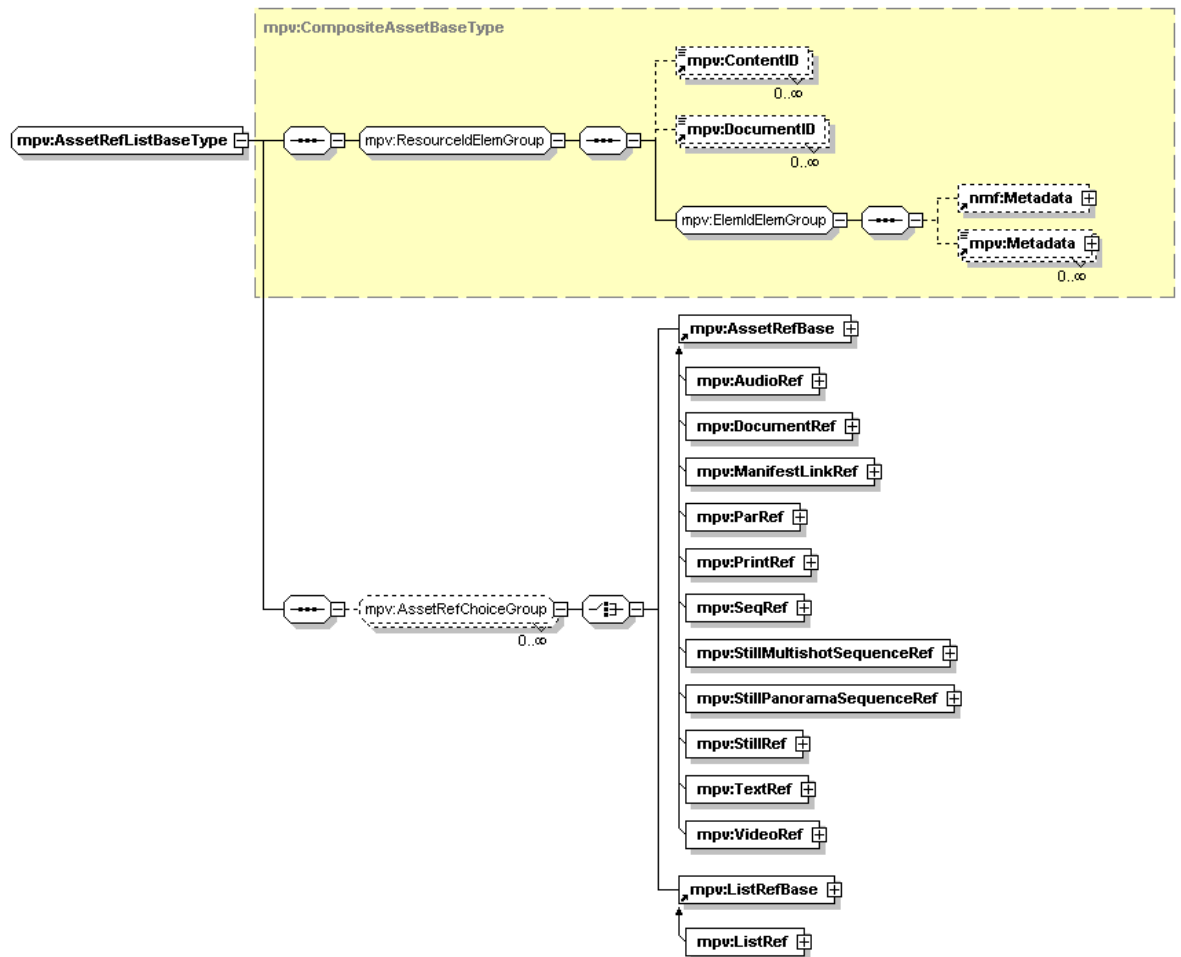 mpv:CompositeAssetBaseType
mpv:ContentID
0..∞
mpv:AssetRefListBaseType
mpv:ResourceIdElemGroup
mpv:DocumentID
0..∞
mpv:ElemIdElemGroup
nmf:Metadata
mpv:Metadata
0..∞
mpv:AssetRefBase
mpv:AudioRef
mpv:DocumentRef
mpv:ManifestLinkRef
mpv:ParRef
mpv:PrintRef
mpv:AssetRefChoiceGroup
0..∞
mpv:SeqRef
mpv:StillMultishotSequenceRef
mpv:StillPanoramaSequenceRef
mpv:StillRef
mpv:TextRef
mpv:VideoRef
mpv:ListRefBase
mpv:ListRef